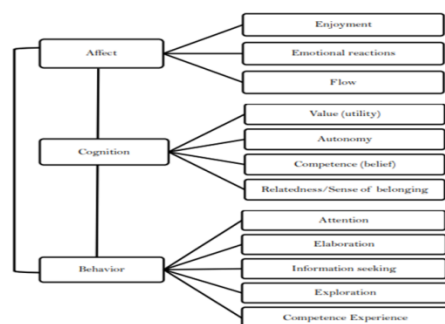 Affect
Enjoyment
Emotional reactions
Flow
Cognition
Value (utility)
Autonomy
Competence (belief)
Relatedness/Sense of belonging
Behavior
Attention
Elaboration
Information seeking
Exploration
Competence Experience